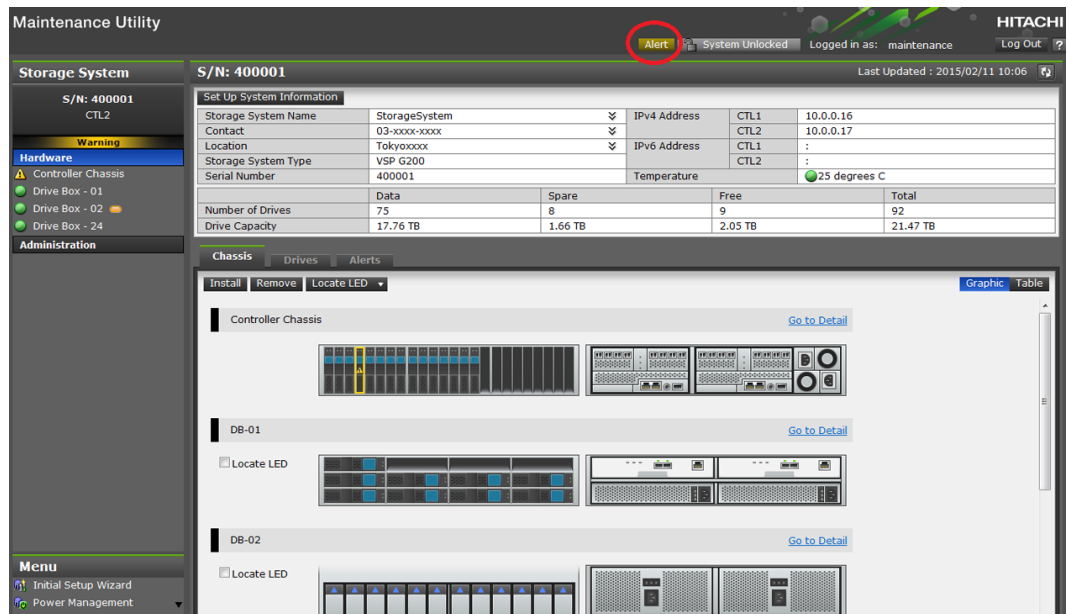 Maintenance Utility
HITACHI
Alert System Unlocked Logged in as: maintenance Log Out ?
Storage System
S/N: 400001
CTL2
Warning
Hardware
Controller Chassis
Drive Box - 01
Drive Box - 02
Drive Box - 24
Administration
Menu
Initial Setup Wizard
Power Management
S/N: 400001 Last Updated : 2015/02/11 10:06
Set Up System Information
Storage System Name StorageSystem IPv4 Address CTL1 10.0.0.16
Contact 03-xxxx-xxxx CTL2 10.0.0.17
Location Tokyoxxxx IPv6 Address CTL1 :
Storage System Type VSP G200 CTL2 :
Serial Number 400001 Temperature 25 degrees C
Data Spare Free Total
Number of Drives 75 8 9 92
Drive Capacity 17.76 TB 1.66 TB 2.05 TB 21.47 TB
Chassis Drives Alerts
Install Remove Locate LED Graphic Table
Controller Chassis Go to Detail
DB-01 Go to Detail
Locate LED
DB-02 Go to Detail
Locate LED